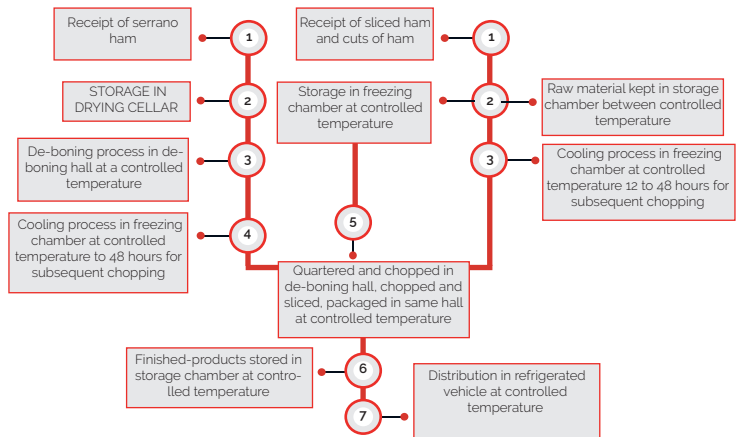 Receipt of serrano
ham
1
Receipt of sliced ham
and cuts of ham
1
STORAGE IN
DRYING CELLAR
2
Storage in freezing
chamber at controlled
temperature
2
Raw material kept in storage
chamber between controlled
temperature
De-boning process in de-
boning hall at a controlled
temperature
3
3
Cooling process in freezing
chamber at controlled
temperature 12 to 48 hours for
subsequent chopping
Cooling process in freezing
chamber at controlled
temperature to 48 hours for
subsequent chopping
4
5
Quartered and chopped in
de-boning hall, chopped and
sliced, packaged in same hall
at controlled temperature
Finished-products stored in
storage chamber at contro-
lled temperature
6
Distribution in refrigerated
vehicle at controlled
temperature
7